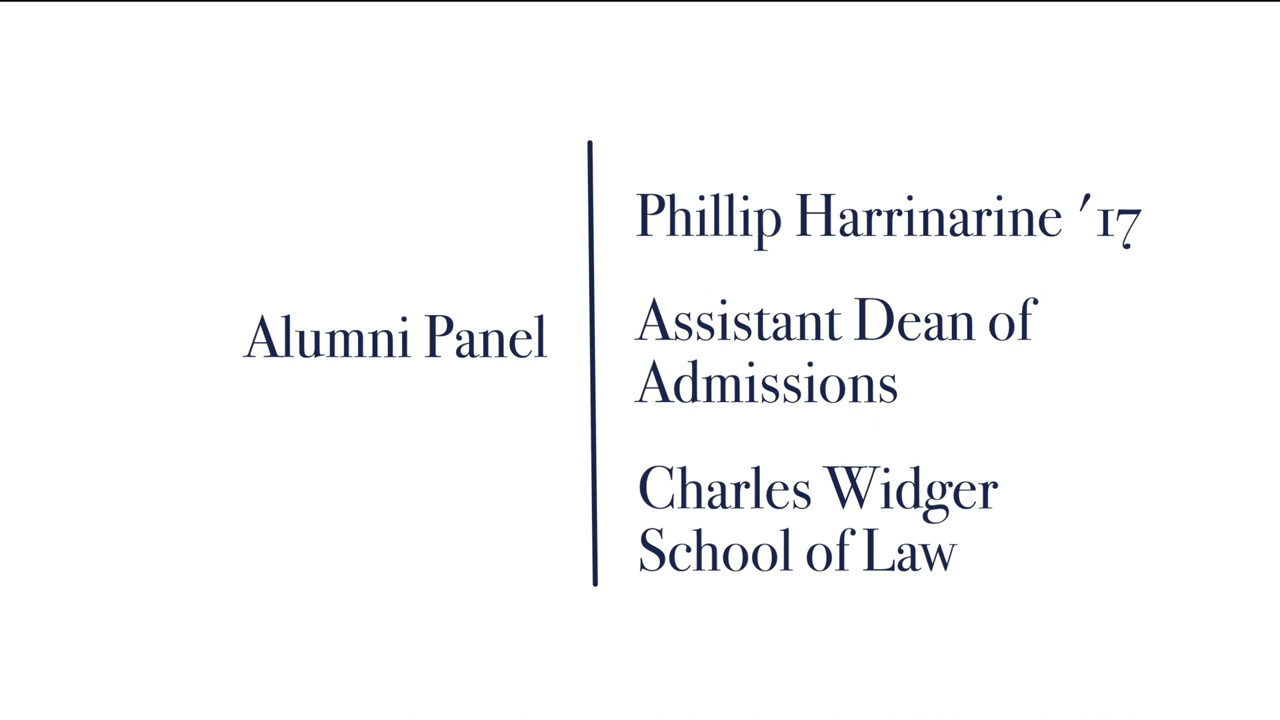 Alumni Panel
Phillip Harrinarine ′17
Assistant Dean of
Admissions
Charles Widger
School of Law